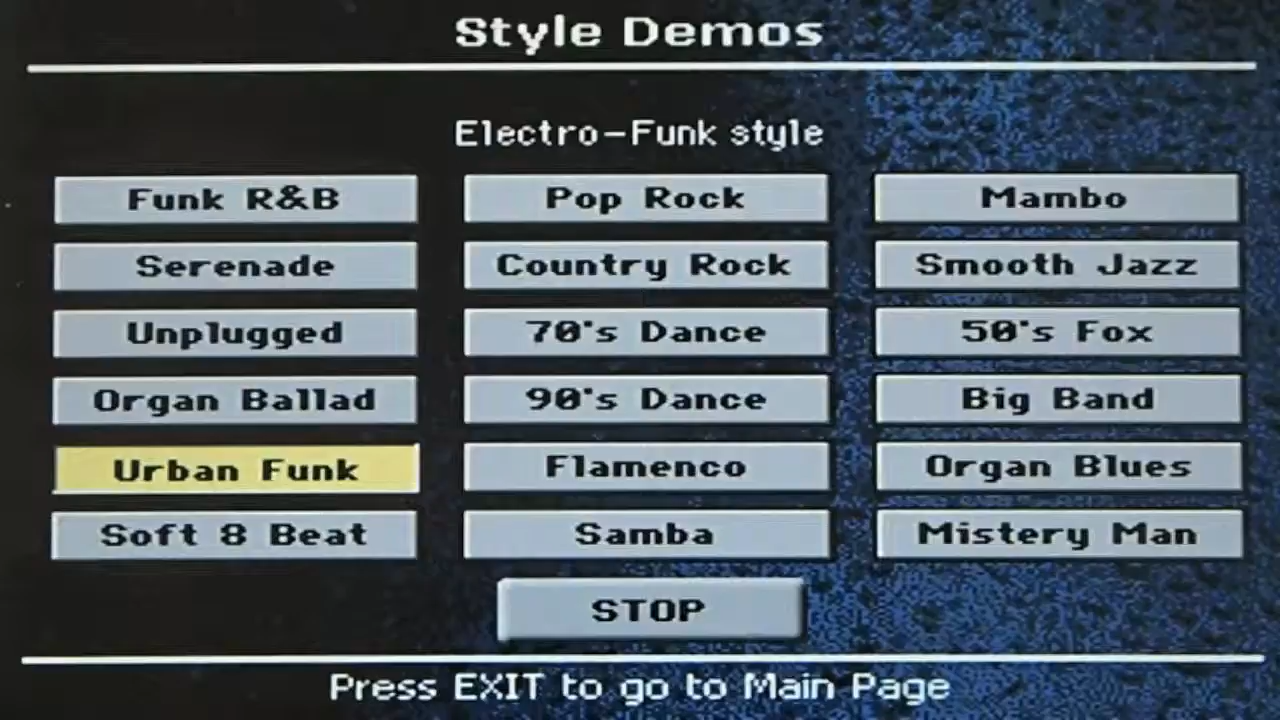 Style Demos
Electro-Funk style
Funk R&B
Pop Rock
Mambo
Serenade
Country Rock
Smooth Jazz
Unplugged
70's Dance
50's Fox
Organ Ballad
90's Dance
Big Band
Urban Funk
Flamenco
Organ Blues
Soft 8 Beat
Samba
Mistery Man
STOP
Press EXIT to go to Main Page